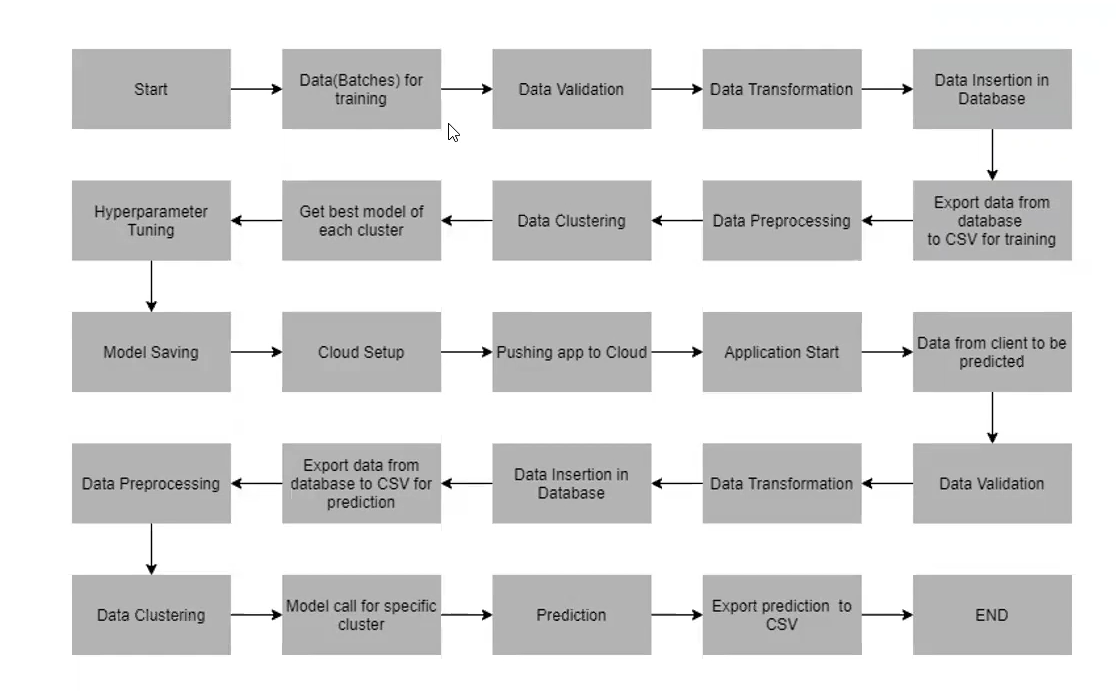 Start
Data(Batches) for
training
Data Validation
Data Transformation
Data Insertion in
Database
Hyperparameter
Tuning
Get best model of
each cluster
Data Clustering
Data Preprocessing
Export data from
database
to CSV for training
Model Saving
Cloud Setup
Pushing app to Cloud
Application Start
Data from client to be
predicted
Data Preprocessing
Export data from
database to CSV for
prediction
Data Insertion in
Database
Data Transformation
Data Validation
Data Clustering
Model call for specific
cluster
Prediction
Export prediction to
CSV
END